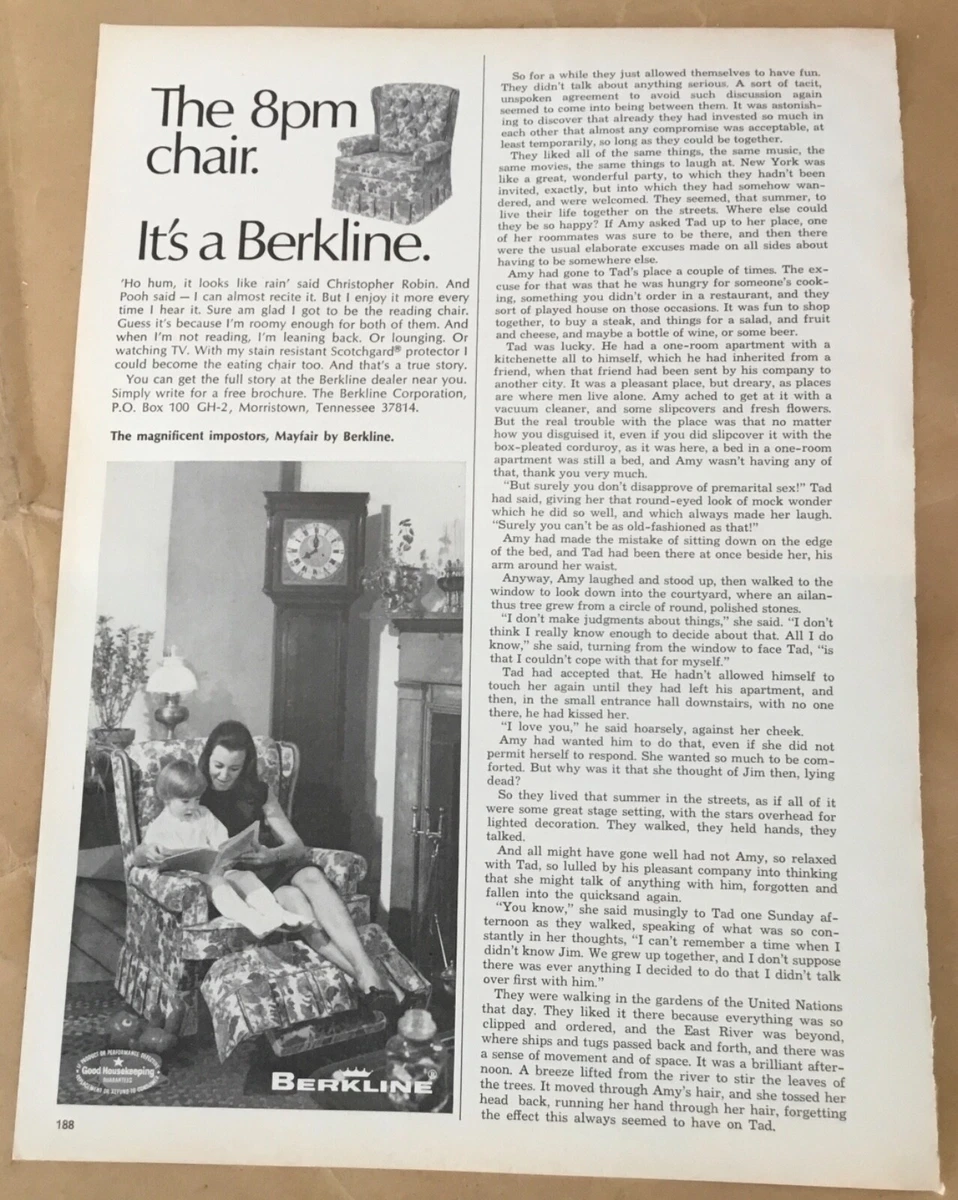 The 8pm
chair.
It's a Berkline.
'Ho hum, it looks like rain' said Christopher Robin. And
Pooh said — I can almost recite it. But I enjoy it more every
time I hear it. Sure am glad I got to be the reading chair.
Guess it's because I'm roomy enough for both of them. And
when I'm not reading, I'm leaning back. Or lounging. Or
watching TV. With my stain resistant Scotchgard® protector I
could become the eating chair too. And that's a true story.
You can get the full story at the Berkline dealer near you.
Simply write for a free brochure. The Berkline Corporation,
P.O. Box 100 GH-2, Morristown, Tennessee 37814.
The magnificent impostors, Mayfair by Berkline.
Good Housekeeping
GUARANTEES
BERKLINE®
188
So for a while they just allowed themselves to have fun.
They didn't talk about anything serious. A sort of tacit,
unspoken agreement to avoid such discussion again
seemed to come into being between them. It was astonish-
ing to discover that already they had invested so much in
each other that almost any compromise was acceptable, at
least temporarily, so long as they could be together.
They liked all of the same things, the same music, the
same movies, the same things to laugh at. New York was
like a great, wonderful party, to which they hadn't been
invited, exactly, but into which they had somehow wan-
dered, and were welcomed. They seemed, that summer, to
live their life together on the streets. Where else could
they be so happy? If Amy asked Tad up to her place, one
of her roommates was sure to be there, and then there
were the usual elaborate excuses made on all sides about
having to be somewhere else.
Amy had gone to Tad's place a couple of times. The ex-
cuse for that was that he was hungry for someone's cook-
ing, something you didn't order in a restaurant, and they
sort of played house on those occasions. It was fun to shop
together, to buy a steak, and things for a salad, and fruit
and cheese, and maybe a bottle of wine, or some beer.
Tad was lucky. He had a one-room apartment with a
kitchenette all to himself, which he had inherited from a
friend, when that friend had been sent by his company to
another city. It was a pleasant place, but dreary, as places
are where men live alone. Amy ached to get at it with a
vacuum cleaner, and some slipcovers and fresh flowers.
But the real trouble with the place was that no matter
how you disguised it, even if you did slipcover it with the
box-pleated corduroy, as it was here, a bed in a one-room
apartment was still a bed, and Amy wasn't having any of
that, thank you very much.
"But surely you don't disapprove of premarital sex!" Tad
had said, giving her that round-eyed look of mock wonder
which he did so well, and which always made her laugh.
"Surely you can't be as old-fashioned as that!"
Amy had made the mistake of sitting down on the edge
of the bed, and Tad had been there at once beside her, his
arm around her waist.
Anyway, Amy laughed and stood up, then walked to the
window to look down into the courtyard, where an ailan-
thus tree grew from a circle of round, polished stones.
"I don't make judgments about things," she said. "I don't
think I really know enough to decide about that. All I do
know," she said, turning from the window to face Tad, "is
that I couldn't cope with that for myself."
Tad had accepted that. He hadn't allowed himself to
touch her again until they had left his apartment, and
then, in the small entrance hall downstairs, with no one
there, he had kissed her.
"I love you," he said hoarsely, against her cheek.
Amy had wanted him to do that, even if she did not
permit herself to respond. She wanted so much to be com-
forted. But why was it that she thought of Jim then, lying
dead?
So they lived that summer in the streets, as if all of it
were some great stage setting, with the stars overhead for
lighted decoration. They walked, they held hands, they
talked.
And all might have gone well had not Amy, so relaxed
with Tad, so lulled by his pleasant company into thinking
that she might talk of anything with him, forgotten and
fallen into the quicksand again.
"You know," she said musingly to Tad one Sunday af-
ternoon as they walked, speaking of what was so con-
stantly in her thoughts, "I can't remember a time when I
didn't know Jim. We grew up together, and I don't suppose
there was ever anything I decided to do that I didn't talk
over first with him."
They were walking in the gardens of the United Nations
that day. They liked it there because everything was so
clipped and ordered, and the East River was beyond,
where ships and tugs passed back and forth, and there was
a sense of movement and of space. It was a brilliant after-
noon. A breeze lifted from the river to stir the leaves of
the trees. It moved through Amy's hair, and she tossed her
head back, running her hand through her hair, forgetting
the effect this always seemed to have on Tad.